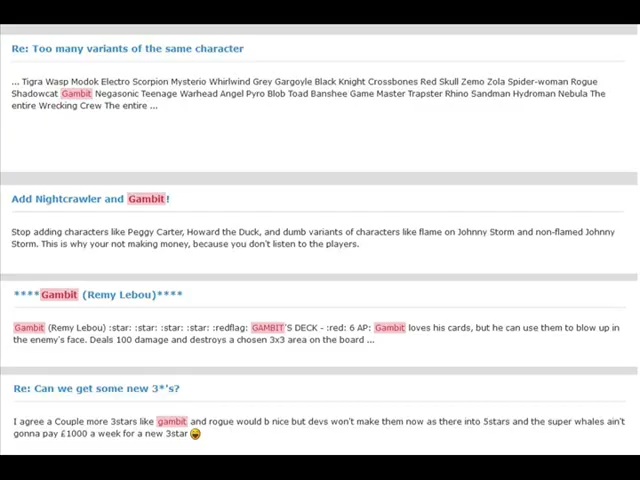 Re: Too many variants of the same character
... Tigra Wasp Modok Electro Scorpion Mysterio Whirlwind Grey Gargoyle Black Knight Crossbones Red Skull Zemo Zola Spider-woman Rogue
Shadowcat Gambit Negasonic Teenage Warhead Angel Pyro Blob Toad Banshee Game Master Trapster Rhino Sandman Hydroman Nebula The
entire Wrecking Crew The entire ...
Add Nightcrawler and Gambit!
Stop adding characters like Peggy Carter, Howard the Duck, and dumb variants of characters like flame on Johnny Storm and non-flamed Johnny
Storm. This is why your not making money, because you don't listen to the players.
****Gambit (Remy Lebou)****
Gambit (Remy Lebou) :star: :star: :star: :star: :redflag: GAMBIT'S DECK - :red: 6 AP: Gambit loves his cards, but he can use them to blow up in
the enemy's face. Deals 100 damage and destroys a chosen 3x3 area on the board ...
Re: Can we get some new 3*'s?
I agree a Couple more 3stars like gambit and rogue would b nice but devs won't make them now as there into 5stars and the super whales ain't
gonna pay £1000 a week for a new 3star